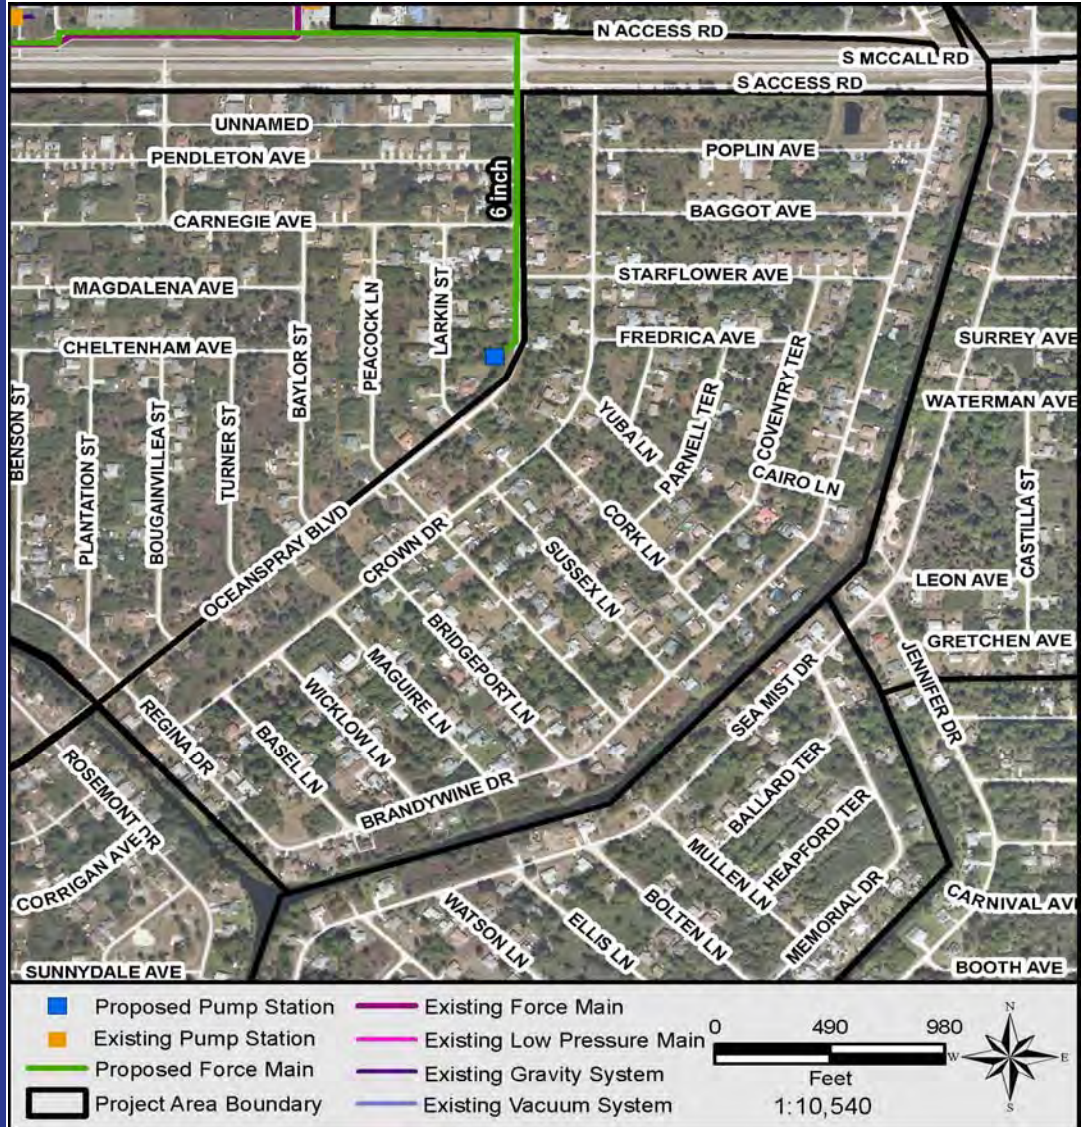 N ACCESS RD
S MCCALL RD
S ACCESS RD
UNNAMED
POPLIN AVE
PENDLETON AVE
6 inch
BAGGOT AVE
CARNEGIE AVE
STARFLOWER AVE
MAGDALENA AVE
PEACOCK LN
LARKIN ST
BAYLOR ST
CHELTENHAM AVE
FREDRICA AVE
SURREY AVE
WATERMAN AVE
BENSON ST
PLANTATION ST
BOUGAINVILLEA ST
TURNER ST
YUBA LN
PARNELL TER
COVENTRY TER
CAIRO LN
CASTILLA ST
OCEANSPRAY BLVD
CROWN DR
CORK LN
SUSSEX LN
LEON AVE
GRETCHEN AVE
BRIDGEPORT LN
MAGUIRE LN
WICKLOW LN
BASEL LN
REGINA DR
SEA MIST DR
JENNIFER DR
ROSEMONT DR
BRANDYWINE DR
BALLARD TER
HEAPFORD TER
MULLEN LN
CORRIGAN AVE
WATSON LN
ELLIS LN
BOLTEN LN
MEMORIAL DR
CARNIVAL AVE
SUNNYDALE AVE
BOOTH AVE
Proposed Pump Station
Existing Pump Station
Proposed Force Main
Project Area Boundary
Existing Force Main
Existing Low Pressure Main
Existing Gravity System
Existing Vacuum System
0 490 980
Feet
1:10,540
N
W E
S